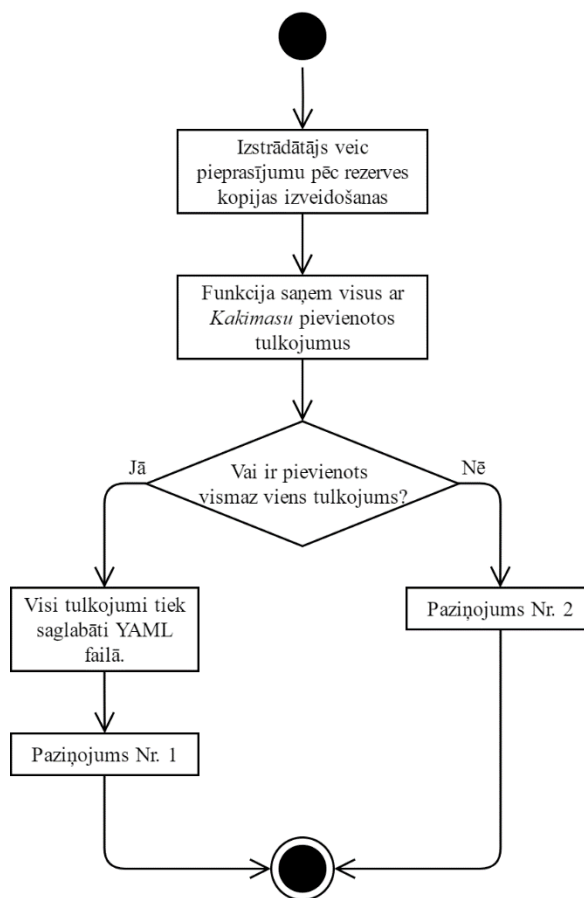 Izstrādātājs veic
pieprasījumu pēc rezerves
kopijas izveidošanas
Funkcija saņem visus ar
Kakimasu pievienotos
tulkojumus
Jā
Vai ir pievienots
vismaz viens tulkojums?
Nē
Visi tulkojumi tiek
saglabāti YAML
failā.
Paziņojums Nr. 2
Paziņojums Nr. 1